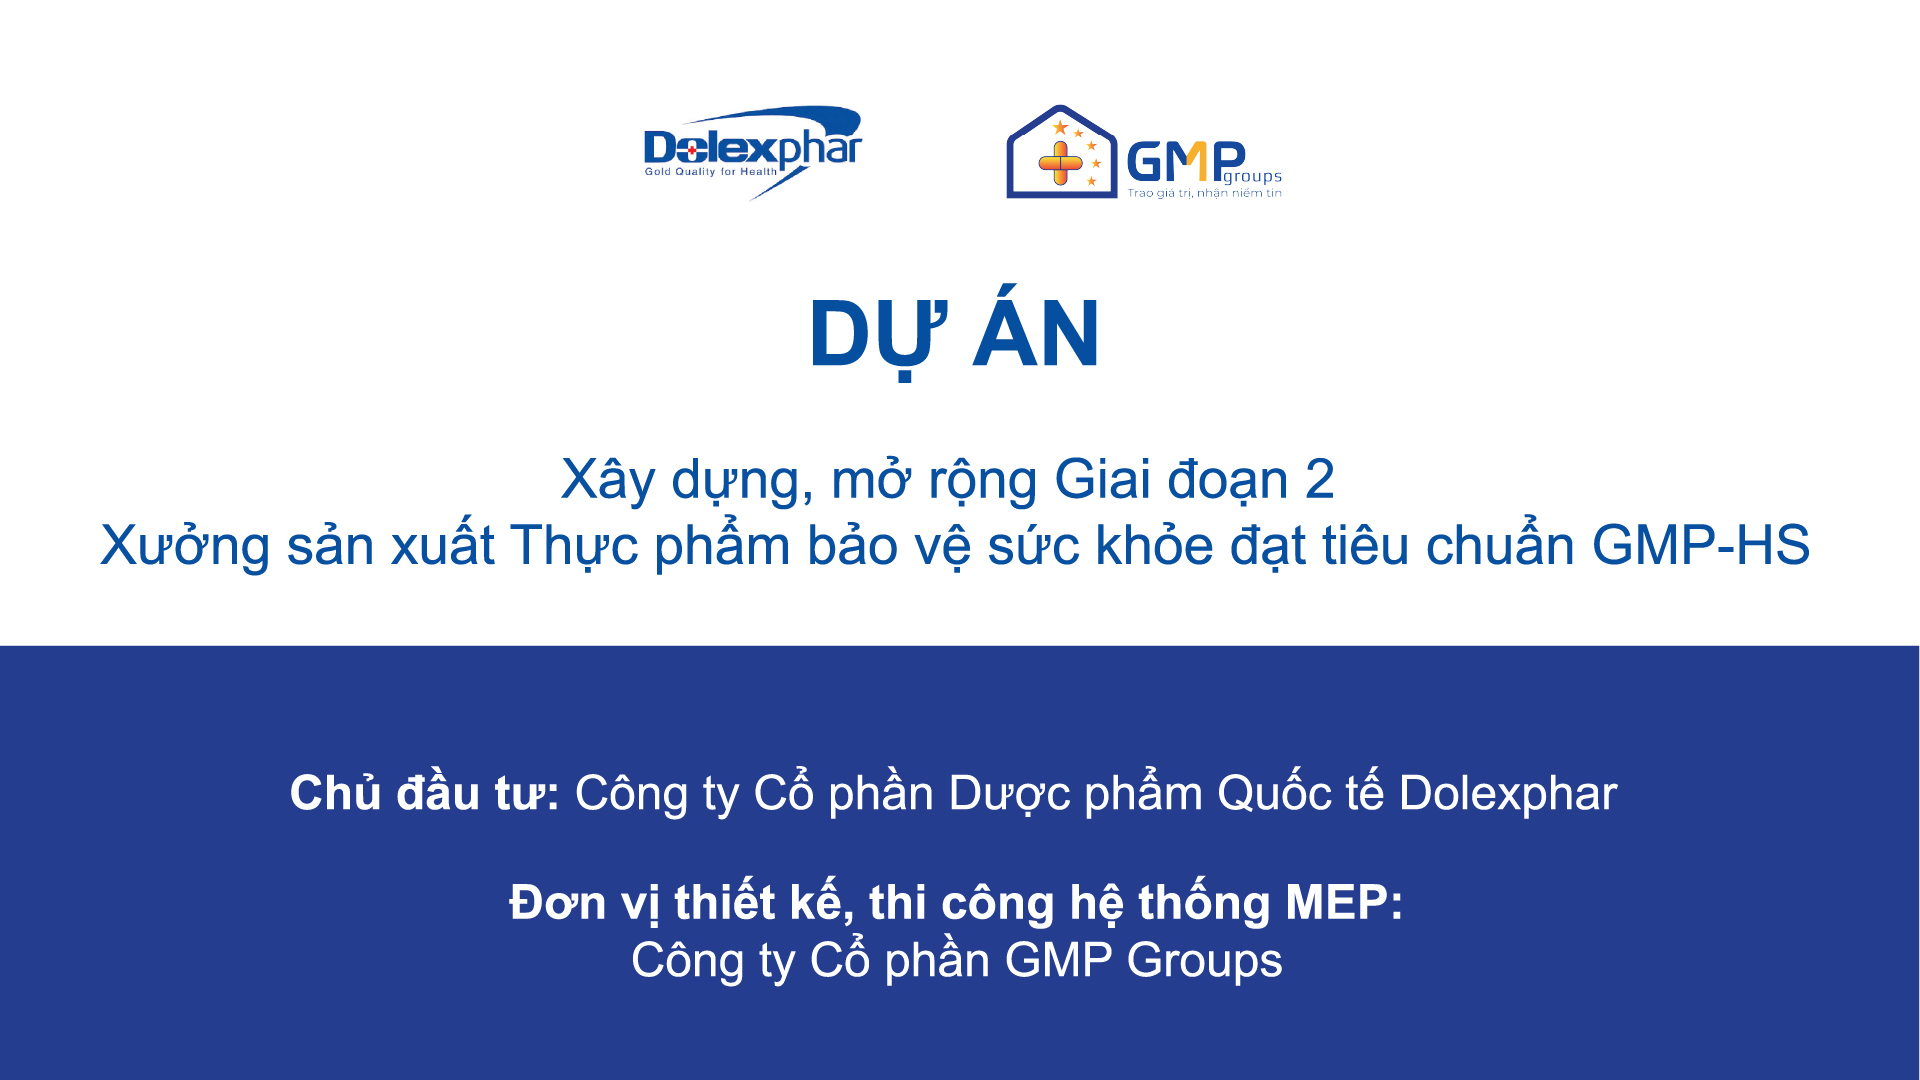 Dolexphar
Gold Quality for Health
GMP
groups
Trao giá trị, nhận niềm tin
DỰ ÁN
Xây dựng, mở rộng Giai đoạn 2
Xưởng sản xuất Thực phẩm bảo vệ sức khỏe đạt tiêu chuẩn GMP-HS
Chủ đầu tư: Công ty Cổ phần Dược phẩm Quốc tế Dolexphar
Đơn vị thiết kế, thi công hệ thống MEP:
Công ty Cổ phần GMP Groups